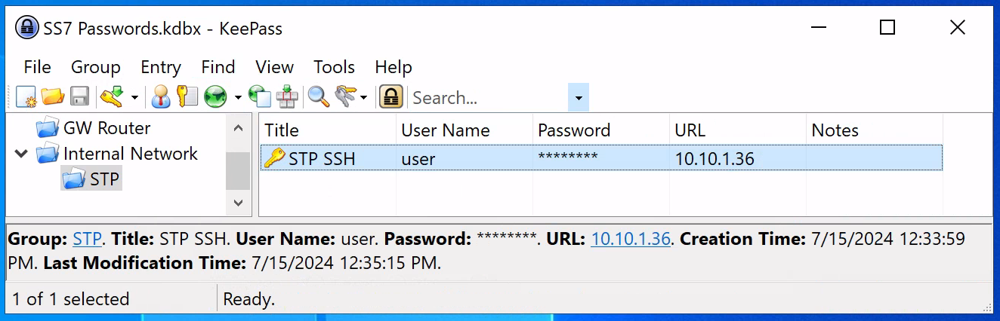 SS7 Passwords.kdbx - KeePass
File Group Entry Find View Tools Help
Search...
GW Router
Internal Network
STP
Title User Name Password URL Notes
STP SSH user ******** 10.10.1.36
Group: STP. Title: STP SSH. User Name: user. Password: ********. URL: 10.10.1.36. Creation Time: 7/15/2024 12:33:59
PM. Last Modification Time: 7/15/2024 12:35:15 PM.
1 of 1 selected Ready.